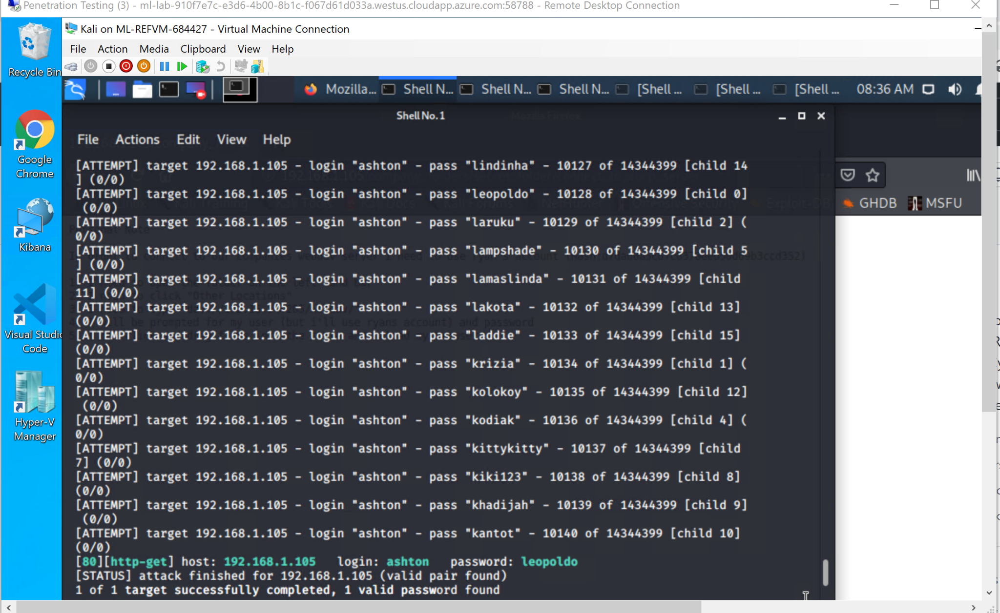 Penetration Testing (3) - ml-lab-910f7e7c-e3d6-4b00-8b1c-f067d61d033a.westus.cloudapp.azure.com:58788 - Remote Desktop Connection
Kali on ML-REFVM-684427 - Virtual Machine Connection
File Action Media Clipboard View Help
Recycle Bin
Google
Chrome
Kibana
Visual Studio
Code
Hyper-V
Manager
Mozilla... Shell N... Shell N... Shell N... [Shell ... [Shell ... [Shell ... 08:36 AM
Shell No.1
File Actions Edit View Help
GHDB MSFU
[ATTEMPT] target 192.168.1.105 - login "ashton" - pass "lindinha" - 10127 of 14344399 [child 14
] (0/0)
[ATTEMPT] target 192.168.1.105 - login "ashton" - pass "leopoldo" - 10128 of 14344399 [child 0]
(0/0)
[ATTEMPT] target 192.168.1.105 - login "ashton" - pass "laruku" - 10129 of 14344399 [child 2] (
0/0)
[ATTEMPT] target 192.168.1.105 - login "ashton" - pass "lampshade" - 10130 of 14344399 [child 5
] (0/0)
[ATTEMPT] target 192.168.1.105 - login "ashton" - pass "lamaslinda" - 10131 of 14344399 [child
11] (0/0)
click "Other Locations"
[ATTEMPT] target 192.168.1.105 - login "ashton" - pass "lakota" - 10132 of 14344399 [child 13]
(0/0)
be prompted for my user (but i'll use ryans account) and password
[ATTEMPT] target 192.168.1.105 - login "ashton" - pass "laddie" - 10133 of 14344399 [child 15]
(0/0)
[ATTEMPT] target 192.168.1.105 - login "ashton" - pass "krizia" - 10134 of 14344399 [child 1] (
0/0)
[ATTEMPT] target 192.168.1.105 - login "ashton" - pass "kolokoy" - 10135 of 14344399 [child 12]
(0/0)
[ATTEMPT] target 192.168.1.105 - login "ashton" - pass "kodiak" - 10136 of 14344399 [child 4] (
0/0)
[ATTEMPT] target 192.168.1.105 - login "ashton" - pass "kittykitty" - 10137 of 14344399 [child
7] (0/0)
[ATTEMPT] target 192.168.1.105 - login "ashton" - pass "kiki123" - 10138 of 14344399 [child 8]
(0/0)
[ATTEMPT] target 192.168.1.105 - login "ashton" - pass "khadijah" - 10139 of 14344399 [child 9]
(0/0)
[ATTEMPT] target 192.168.1.105 - login "ashton" - pass "kantot" - 10140 of 14344399 [child 10]
(0/0)
[80][http-get] host: 192.168.1.105 login: ashton password: leopoldo
[STATUS] attack finished for 192.168.1.105 (valid pair found)
1 of 1 target successfully completed, 1 valid password found